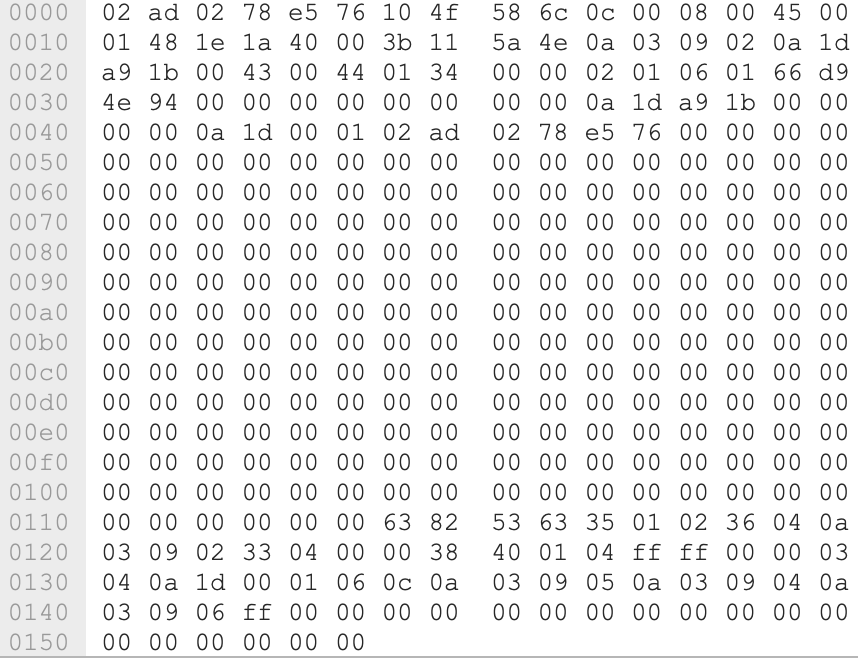 0000 02 ad 02 78 e5 76 10 4f 58 6c 0c 00 08 00 45 00
0010 01 48 1e 1a 40 00 3b 11 5a 4e 0a 03 09 02 0a 1d
0020 a9 1b 00 43 00 44 01 34 00 00 02 01 06 01 66 d9
0030 4e 94 00 00 00 00 00 00 00 00 0a 1d a9 1b 00 00
0040 00 00 0a 1d 00 01 02 ad 02 78 e5 76 00 00 00 00
0050 00 00 00 00 00 00 00 00 00 00 00 00 00 00 00 00
0060 00 00 00 00 00 00 00 00 00 00 00 00 00 00 00 00
0070 00 00 00 00 00 00 00 00 00 00 00 00 00 00 00 00
0080 00 00 00 00 00 00 00 00 00 00 00 00 00 00 00 00
0090 00 00 00 00 00 00 00 00 00 00 00 00 00 00 00 00
00a0 00 00 00 00 00 00 00 00 00 00 00 00 00 00 00 00
00b0 00 00 00 00 00 00 00 00 00 00 00 00 00 00 00 00
00c0 00 00 00 00 00 00 00 00 00 00 00 00 00 00 00 00
00d0 00 00 00 00 00 00 00 00 00 00 00 00 00 00 00 00
00e0 00 00 00 00 00 00 00 00 00 00 00 00 00 00 00 00
00f0 00 00 00 00 00 00 00 00 00 00 00 00 00 00 00 00
0100 00 00 00 00 00 00 00 00 00 00 00 00 00 00 00 00
0110 00 00 00 00 00 00 63 82 53 63 35 01 02 36 04 0a
0120 03 09 02 33 04 00 00 38 40 01 04 ff ff 00 00 03
0130 04 0a 1d 00 01 06 0c 0a 03 09 05 0a 03 09 04 0a
0140 03 09 06 ff 00 00 00 00 00 00 00 00 00 00 00 00
0150 00 00 00 00 00 00